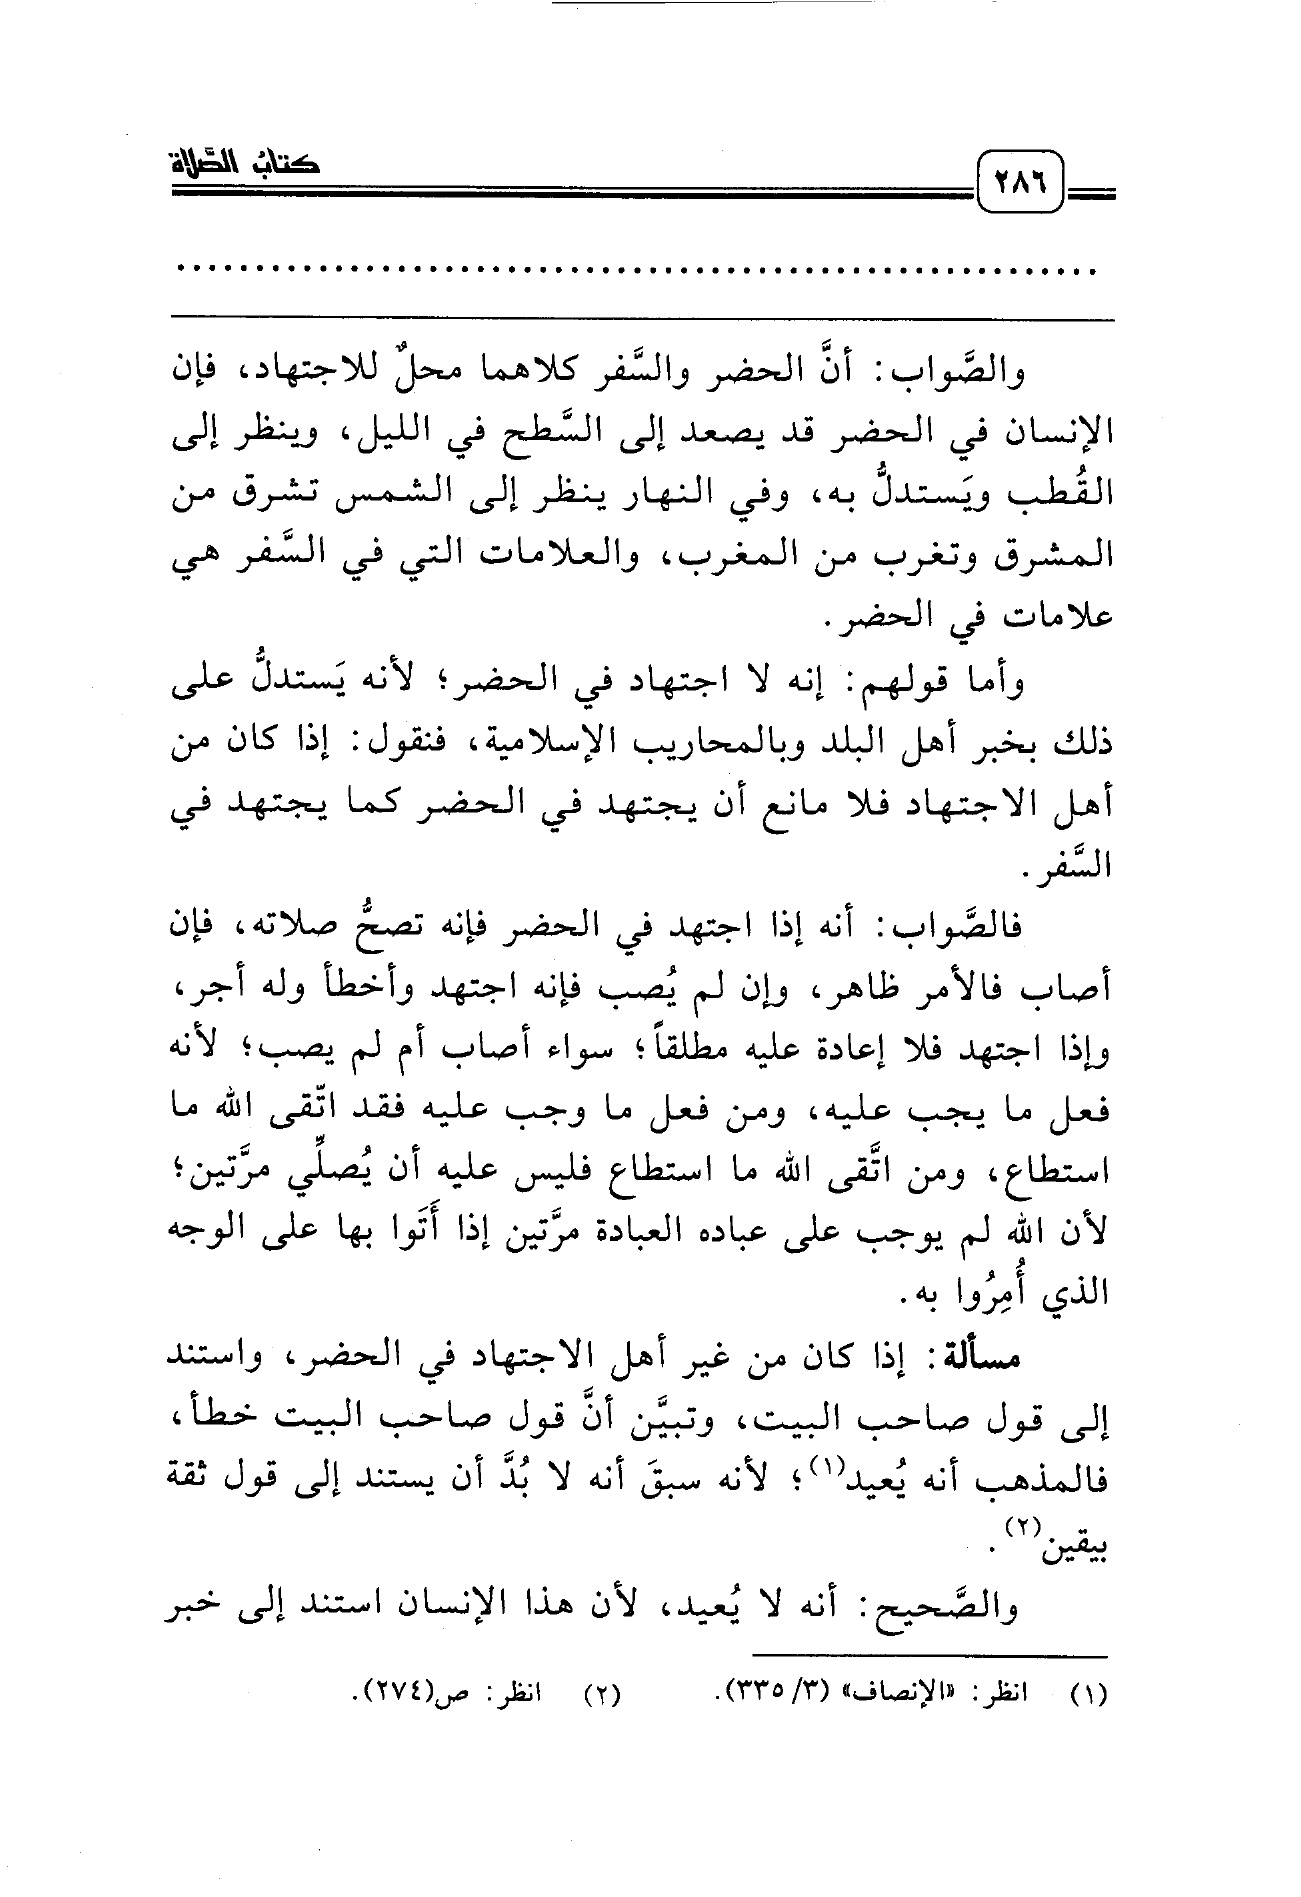 كتاب الصَّلاة
٢٨٦
والصَّواب: أنَّ الحضر والسَّفر كلاهما محلٌ للاجتهاد، فإن
الإنسان في الحضر قد يصعد إلى السَّطح في الليل، وينظر إلى
القُطب ويَستدلُّ به، وفي النهار ينظر إلى الشمس تشرق من
المشرق وتغرب من المغرب، والعلامات التي في السَّفر هي
علامات في الحضر.
وأما قولهم: إنه لا اجتهاد في الحضر؛ لأنه يَستدلُّ على
ذلك بخبر أهل البلد وبالمحاريب الإسلامية، فنقول: إذا كان من
أهل الاجتهاد فلا مانع أن يجتهد في الحضر كما يجتهد في
السَّفر.
فالصَّواب: أنه إذا اجتهد في الحضر فإنه تصحُّ صلاته، فإن
أصاب فالأمر ظاهر، وإن لم يُصب فإنه اجتهد وأخطأ وله أجر،
وإذا اجتهد فلا إعادة عليه مطلقاً؛ سواء أصاب أم لم يصب؛ لأنه
فعل ما يجب عليه، ومن فعل ما وجب عليه فقد اتّقى الله ما
استطاع، ومن اتَّقى الله ما استطاع فليس عليه أن يُصلِّي مرَّتين؛
لأن الله لم يوجب على عباده العبادة مرَّتين إذا أَتَوا بها على الوجه
الذي أُمِرُوا به.
مسألة: إذا كان من غير أهل الاجتهاد في الحضر، واستند
إلى قول صاحب البيت، وتبيَّن أنَّ قول صاحب البيت خطأ،
فالمذهب أنه يُعيد(١)؛ لأنه سبقَ أنه لا بُدَّ أن يستند إلى قول ثقة
بيقين(٢).
والصَّحيح: أنه لا يُعيد، لأن هذا الإنسان استند إلى خبر
(١) انظر: «الإنصاف» (٣/ ٣٣٥). (٢) انظر: ص(٢٧٤).